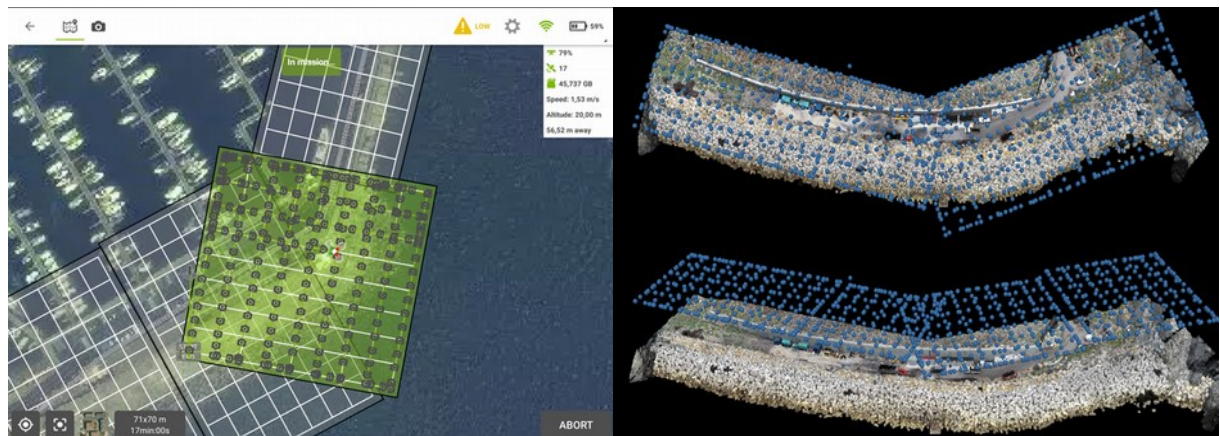 LOW
59%
In mission...
79%
17
45,737 GB
Speed: 1,53 m/s
Altitude: 20,00 m
56,52 m away
71x70 m
17min:00s
ABORT